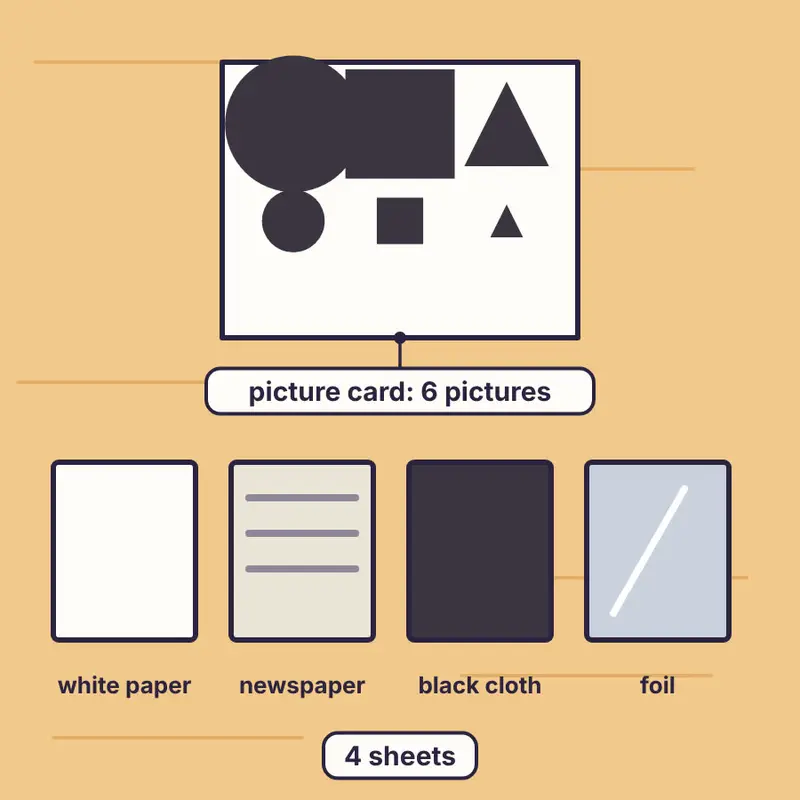 picture card: 6 pictures
white paper
newspaper
black cloth
foil
4 sheets